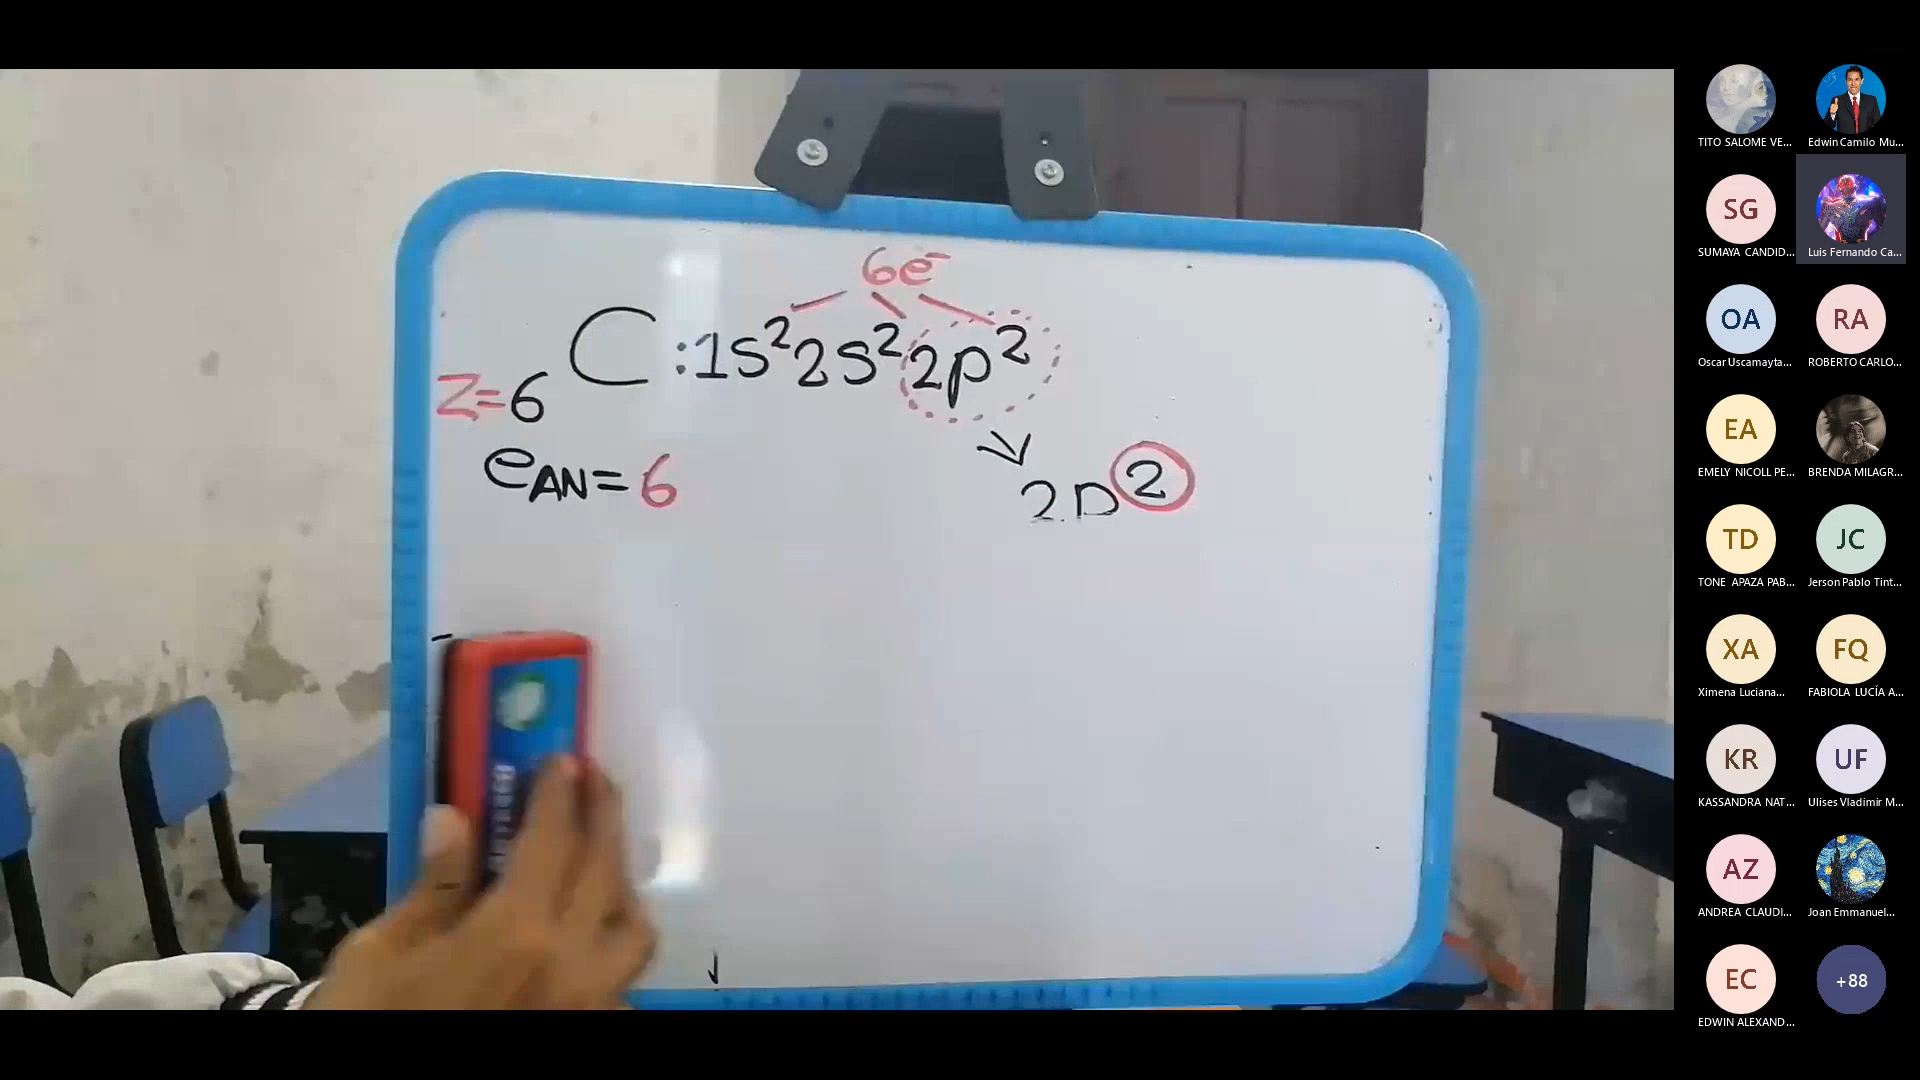 6e⁻
C:1s²2s²2p²
Z=6
eAN=6
2p²
TITO SALOME VE...
Edwin Camilo Mu...
SG
SUMAYA CANDID...
Luis Fernando Ca...
OA
Oscar Uscamayta...
RA
ROBERTO CARLO...
EA
EMELY NICOLL PE...
BRENDA MILAGR...
TD
TONE APAZA PAB...
JC
Jerson Pablo Tint...
XA
Ximena Luciana...
FQ
FABIOLA LUCÍA A...
KR
KASSANDRA NAT...
UF
Ulises Vladimir M...
AZ
ANDREA CLAUDI...
Joan Emmanuel...
EC
EDWIN ALEXAND...
+88